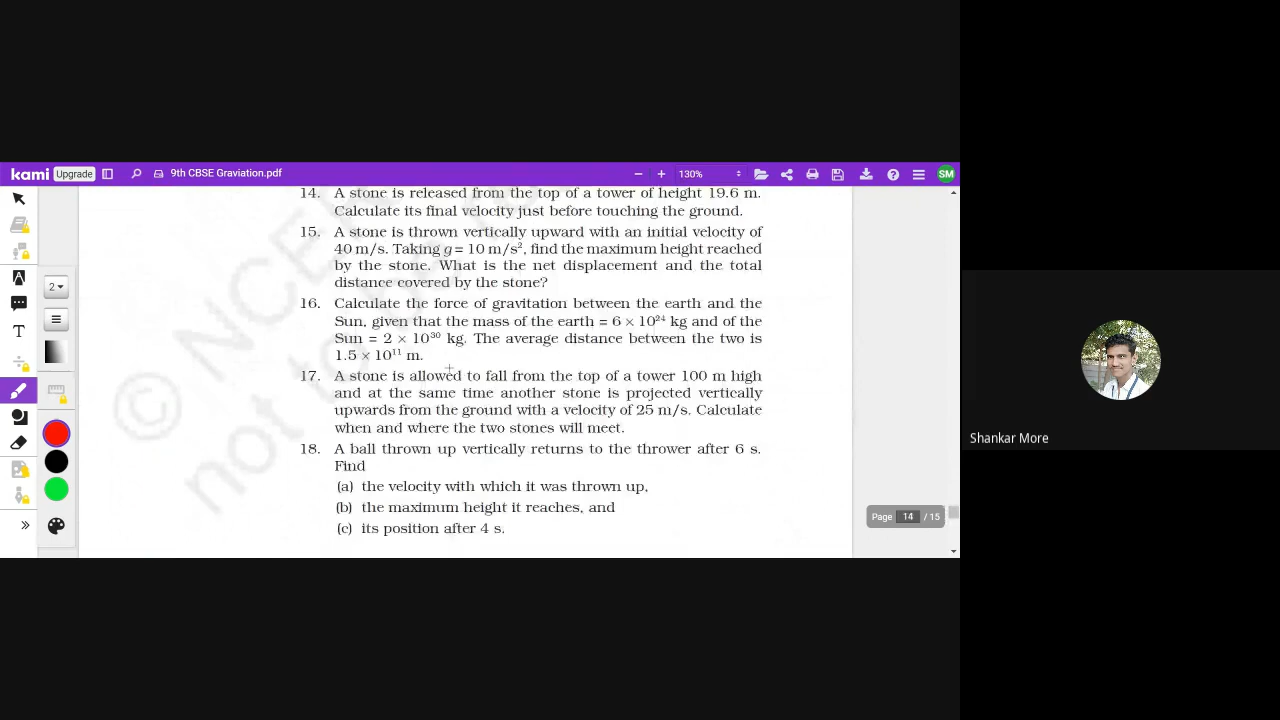 kami Upgrade 9th CBSE Graviation.pdf 130% SM
14. A stone is released from the top of a tower of height 19.6 m.
Calculate its final velocity just before touching the ground.
15. A stone is thrown vertically upward with an initial velocity of
40 m/s. Taking g = 10 m/s², find the maximum height reached
by the stone. What is the net displacement and the total
distance covered by the stone?
16. Calculate the force of gravitation between the earth and the
Sun, given that the mass of the earth = 6 × 10²⁴ kg and of the
Sun = 2 × 10³⁰ kg. The average distance between the two is
1.5 × 10¹¹ m.
17. A stone is allowed to fall from the top of a tower 100 m high
and at the same time another stone is projected vertically
upwards from the ground with a velocity of 25 m/s. Calculate
when and where the two stones will meet.
18. A ball thrown up vertically returns to the thrower after 6 s.
Find
(a) the velocity with which it was thrown up,
(b) the maximum height it reaches, and
(c) its position after 4 s.
2
T
Page 14 / 15
© NCER
not to be r
Shankar More